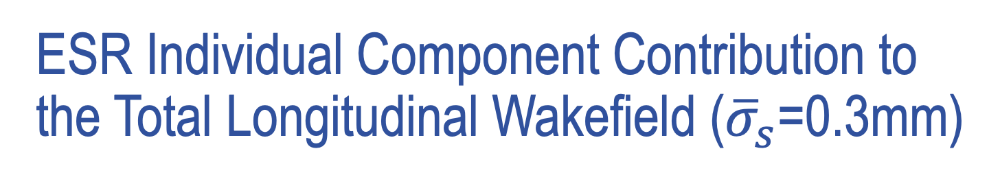 ESR Individual Component Contribution to
the Total Longitudinal Wakefield (σ̅ₛ=0.3mm)